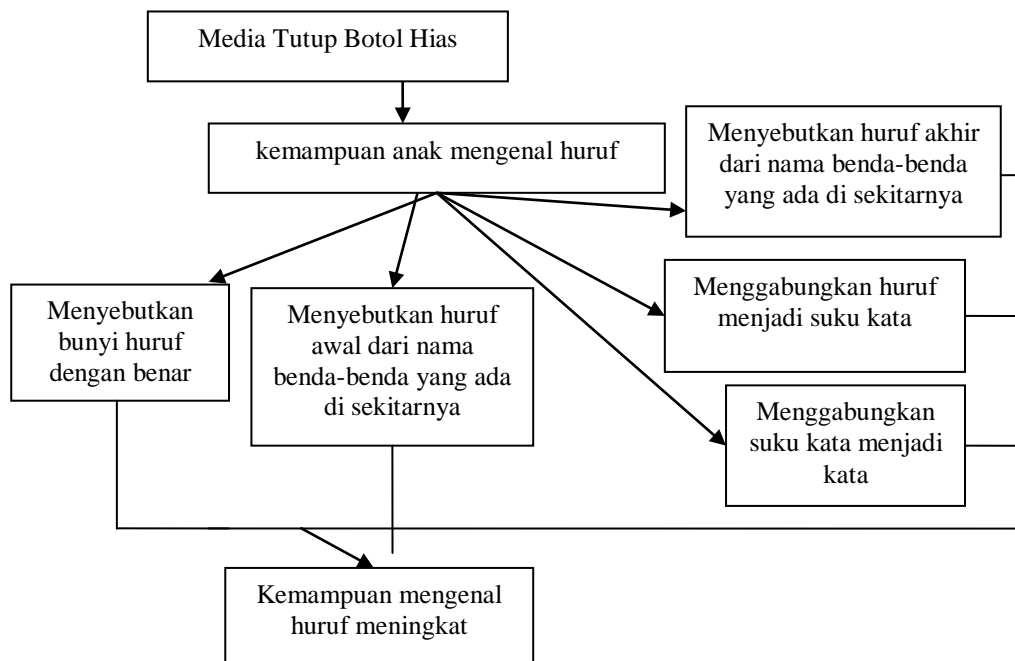 Media Tutup Botol Hias
kemampuan anak mengenal huruf
Menyebutkan huruf akhir
dari nama benda-benda
yang ada di sekitarnya
Menyebutkan
bunyi huruf
dengan benar
Menyebutkan huruf
awal dari nama
benda-benda yang ada
di sekitarnya
Menggabungkan huruf
menjadi suku kata
Menggabungkan
suku kata menjadi
kata
Kemampuan mengenal
huruf meningkat